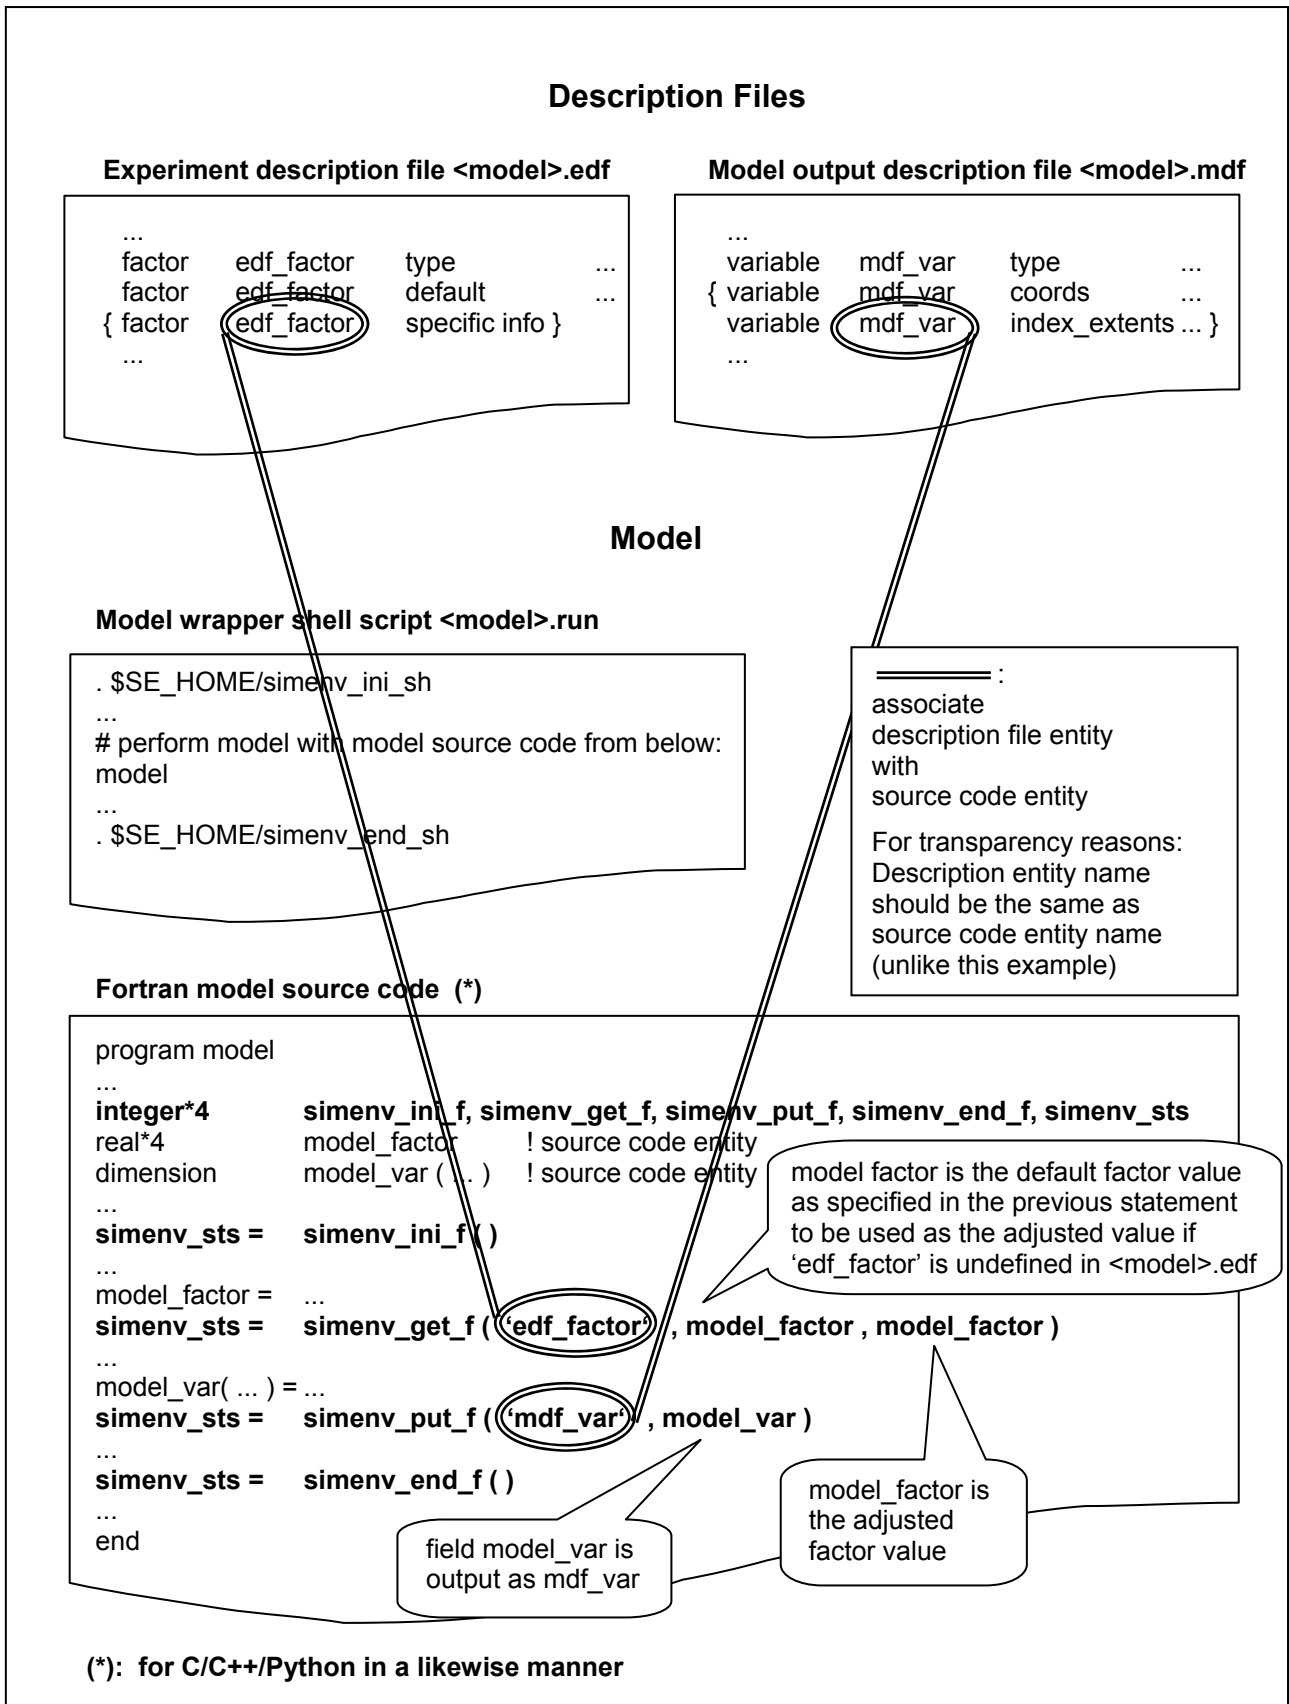 Description Files
Experiment description file <model>.edf
...
factor edf_factor type ...
factor edf_factor default ...
{ factor edf_factor specific info }
...
Model output description file <model>.mdf
...
variable mdf_var type ...
{ variable mdf_var coords ...
variable mdf_var index_extents ... }
...
Model
Model wrapper shell script <model>.run
. $SE_HOME/simenv_ini_sh
...
# perform model with model source code from below:
model
...
. $SE_HOME/simenv_end_sh
:
associate
description file entity
with
source code entity
For transparency reasons:
Description entity name
should be the same as
source code entity name
(unlike this example)
Fortran model source code (*)
program model
...
integer*4 simenv_ini_f, simenv_get_f, simenv_put_f, simenv_end_f, simenv_sts
real*4 model_factor ! source code entity
dimension model_var ( ... ) ! source code entity
...
simenv_sts = simenv_ini_f ( )
...
model_factor = ...
simenv_sts = simenv_get_f ( ‘edf_factor‘ , model_factor , model_factor )
...
model_var( ... ) = ...
simenv_sts = simenv_put_f ( ‘mdf_var‘ , model_var )
...
simenv_sts = simenv_end_f ( )
...
end
model factor is the default factor value
as specified in the previous statement
to be used as the adjusted value if
‘edf_factor’ is undefined in <model>.edf
model_factor is
the adjusted
factor value
field model_var is
output as mdf_var
(*): for C/C++/Python in a likewise manner